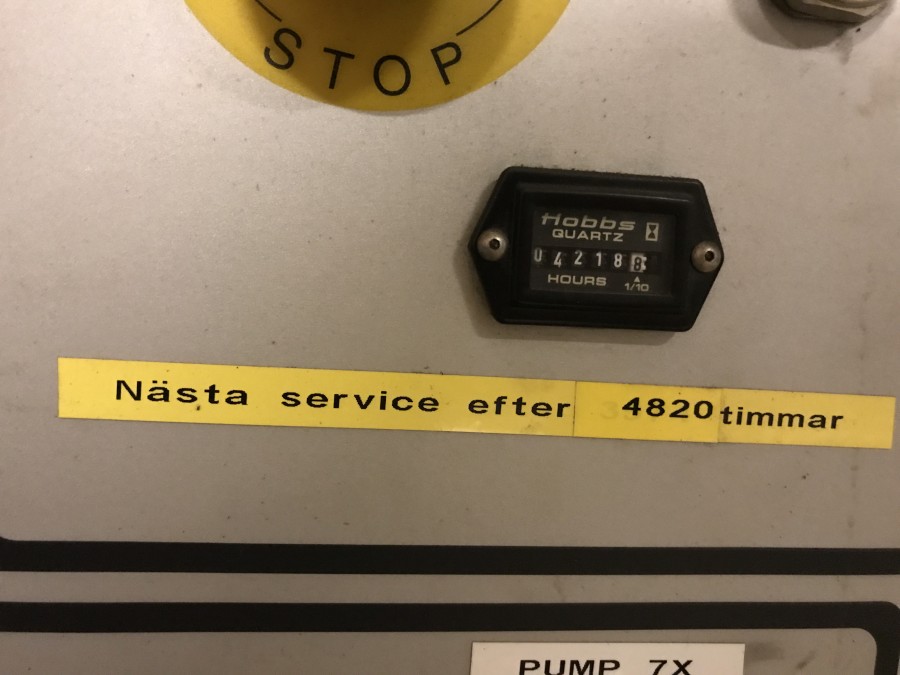 STOP
Hobbs
QUARTZ
042188
HOURS 1/10
Nästa service efter 4820 timmar
PUMP 7X